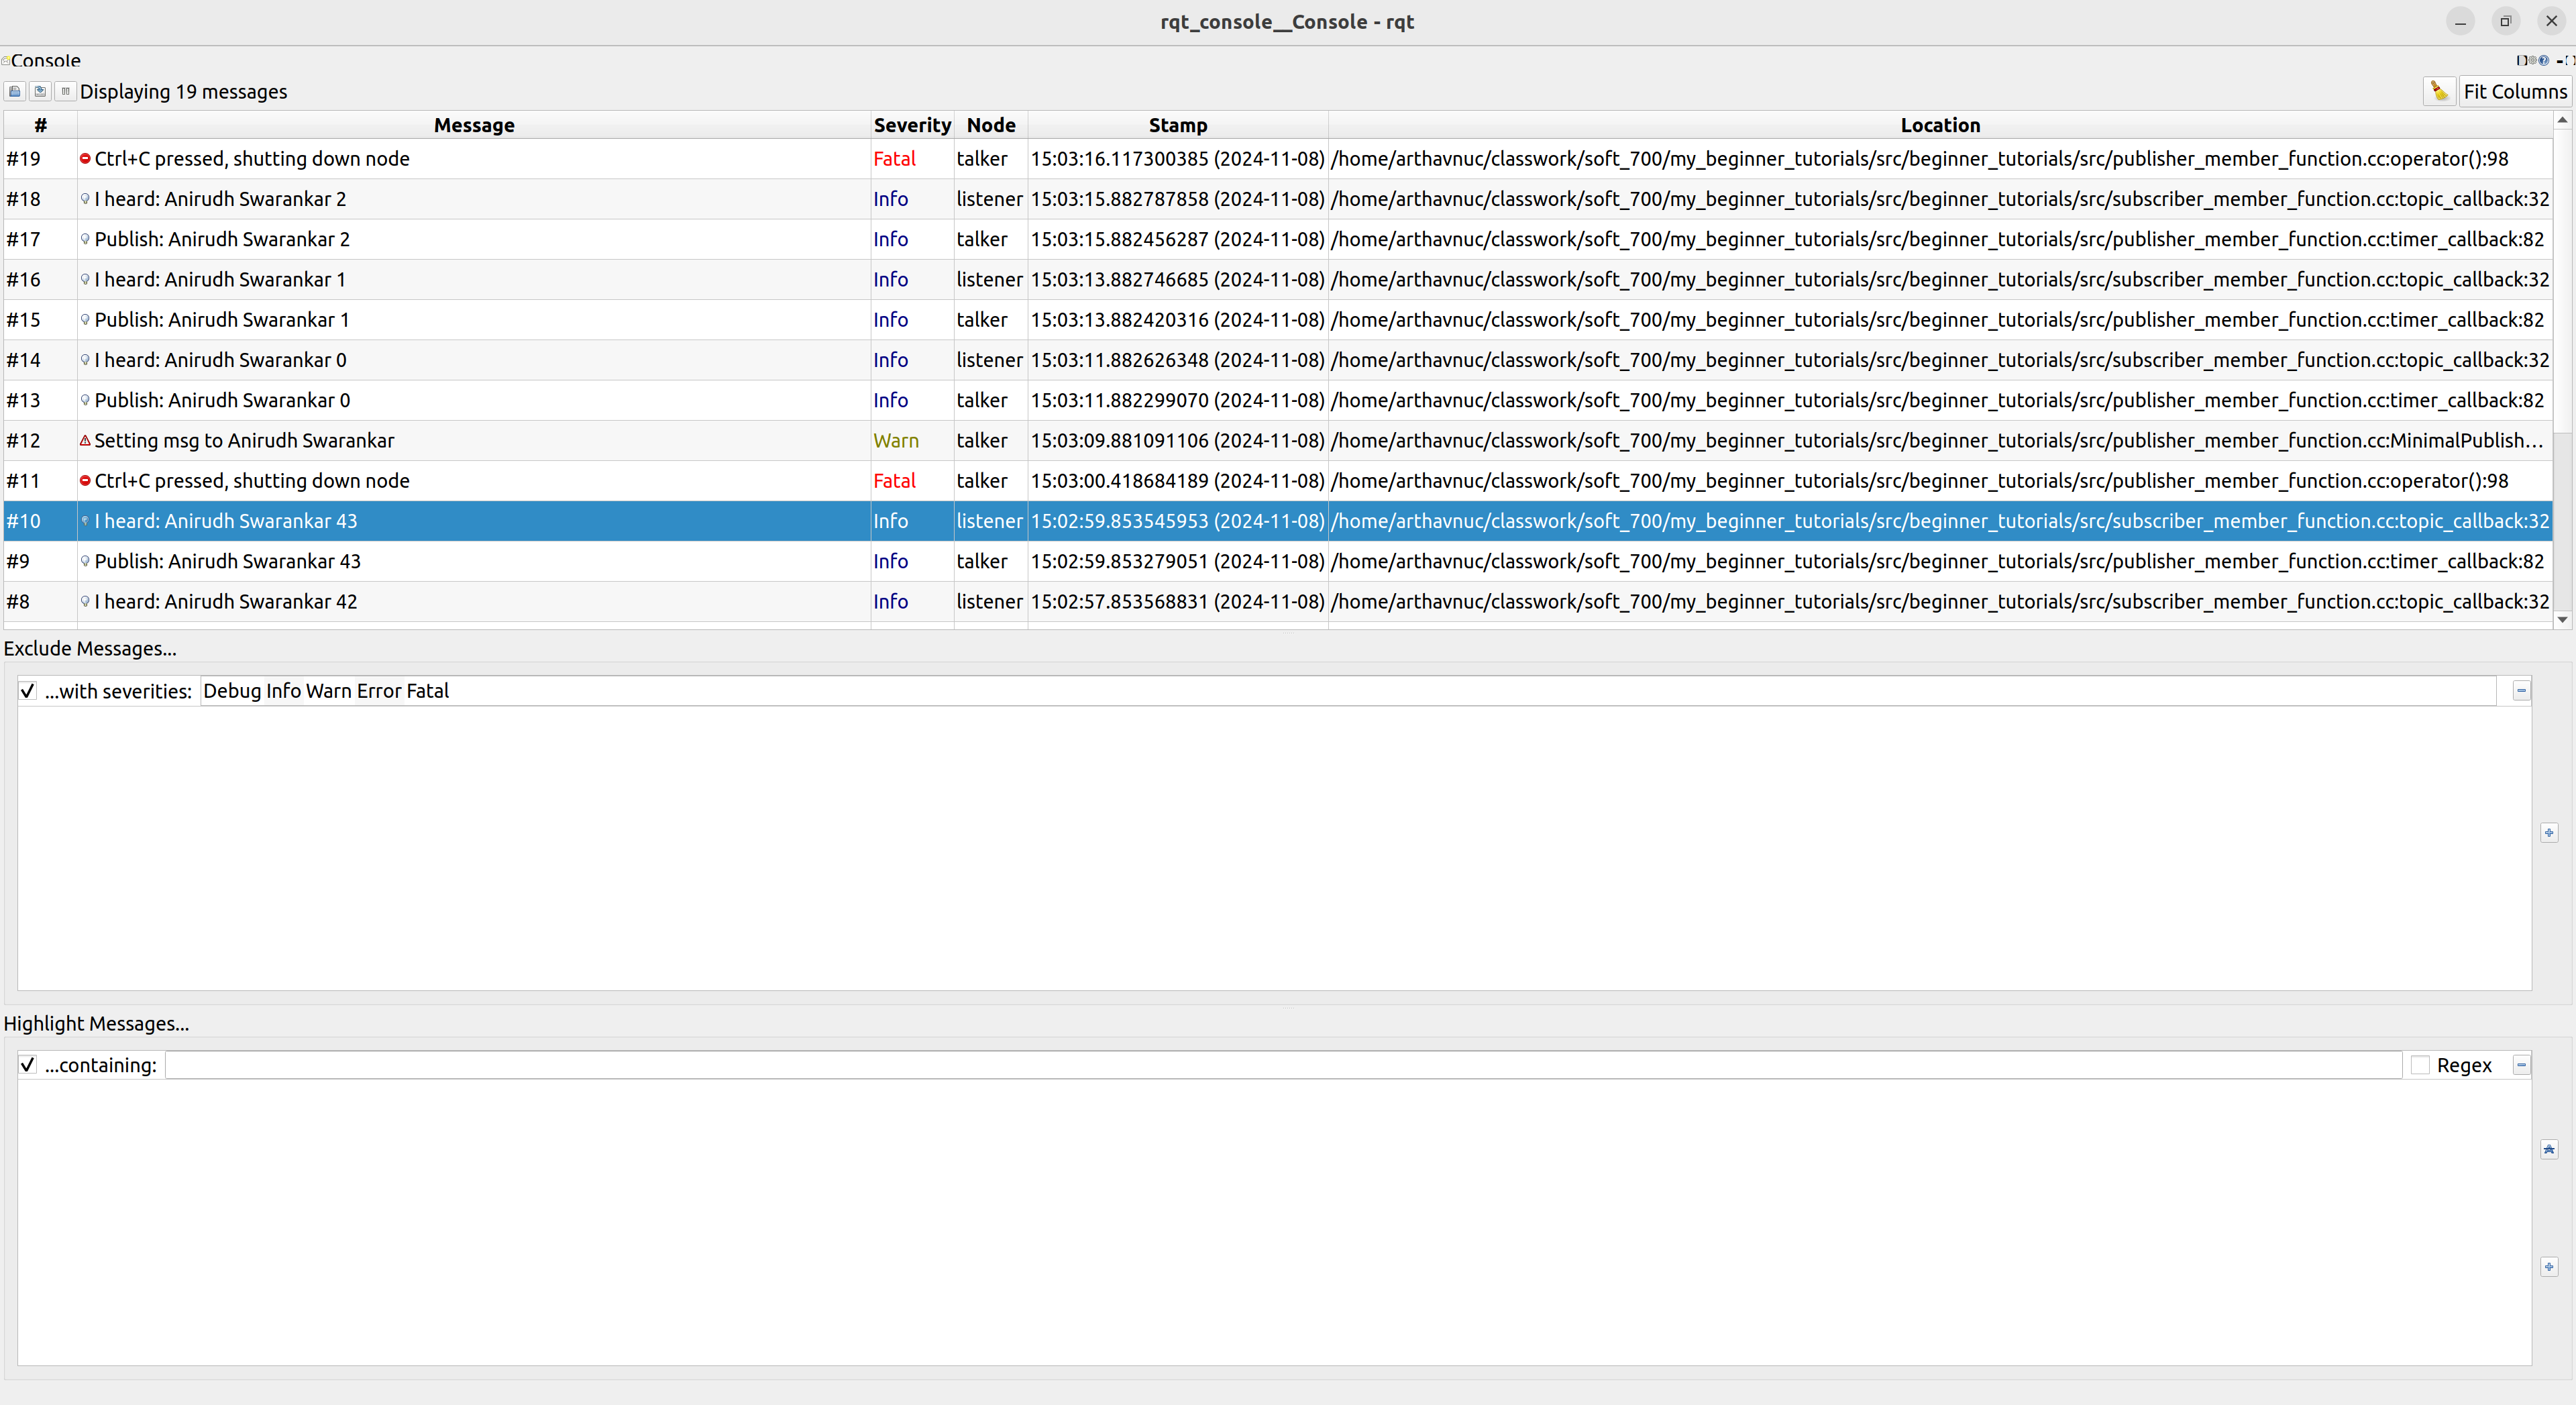 rqt_console__Console - rqt
Console
Displaying 19 messages Fit Columns
# Message Severity Node Stamp Location
#19 Ctrl+C pressed, shutting down node Fatal talker 15:03:16.117300385 (2024-11-08) /home/arthavnuc/classwork/soft_700/my_beginner_tutorials/src/beginner_tutorials/src/publisher_member_function.cc:operator():98
#18 I heard: Anirudh Swarankar 2 Info listener 15:03:15.882787858 (2024-11-08) /home/arthavnuc/classwork/soft_700/my_beginner_tutorials/src/beginner_tutorials/src/subscriber_member_function.cc:topic_callback:32
#17 Publish: Anirudh Swarankar 2 Info talker 15:03:15.882456287 (2024-11-08) /home/arthavnuc/classwork/soft_700/my_beginner_tutorials/src/beginner_tutorials/src/publisher_member_function.cc:timer_callback:82
#16 I heard: Anirudh Swarankar 1 Info listener 15:03:13.882746685 (2024-11-08) /home/arthavnuc/classwork/soft_700/my_beginner_tutorials/src/beginner_tutorials/src/subscriber_member_function.cc:topic_callback:32
#15 Publish: Anirudh Swarankar 1 Info talker 15:03:13.882420316 (2024-11-08) /home/arthavnuc/classwork/soft_700/my_beginner_tutorials/src/beginner_tutorials/src/publisher_member_function.cc:timer_callback:82
#14 I heard: Anirudh Swarankar 0 Info listener 15:03:11.882626348 (2024-11-08) /home/arthavnuc/classwork/soft_700/my_beginner_tutorials/src/beginner_tutorials/src/subscriber_member_function.cc:topic_callback:32
#13 Publish: Anirudh Swarankar 0 Info talker 15:03:11.882299070 (2024-11-08) /home/arthavnuc/classwork/soft_700/my_beginner_tutorials/src/beginner_tutorials/src/publisher_member_function.cc:timer_callback:82
#12 Setting msg to Anirudh Swarankar Warn talker 15:03:09.881091106 (2024-11-08) /home/arthavnuc/classwork/soft_700/my_beginner_tutorials/src/beginner_tutorials/src/publisher_member_function.cc:MinimalPublish...
#11 Ctrl+C pressed, shutting down node Fatal talker 15:03:00.418684189 (2024-11-08) /home/arthavnuc/classwork/soft_700/my_beginner_tutorials/src/beginner_tutorials/src/publisher_member_function.cc:operator():98
#10 I heard: Anirudh Swarankar 43 Info listener 15:02:59.853545953 (2024-11-08) /home/arthavnuc/classwork/soft_700/my_beginner_tutorials/src/beginner_tutorials/src/subscriber_member_function.cc:topic_callback:32
#9 Publish: Anirudh Swarankar 43 Info talker 15:02:59.853279051 (2024-11-08) /home/arthavnuc/classwork/soft_700/my_beginner_tutorials/src/beginner_tutorials/src/publisher_member_function.cc:timer_callback:82
#8 I heard: Anirudh Swarankar 42 Info listener 15:02:57.853568831 (2024-11-08) /home/arthavnuc/classwork/soft_700/my_beginner_tutorials/src/beginner_tutorials/src/subscriber_member_function.cc:topic_callback:32
Exclude Messages...
...with severities: Debug Info Warn Error Fatal
Highlight Messages...
...containing: Regex